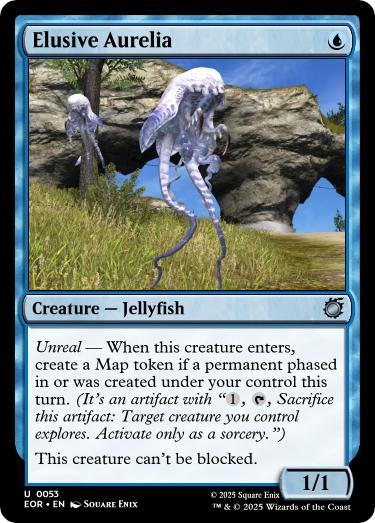 Elusive Aurelia
Creature — Jellyfish
Unreal — When this creature enters,
create a Map token if a permanent phased
in or was created under your control this
turn. (It's an artifact with “1, T, Sacrifice
this artifact: Target creature you control
explores. Activate only as a sorcery.”)
This creature can't be blocked.
1/1
U 0053
EOR • EN Square Enix
© 2025 Square Enix
™ & © 2025 Wizards of the Coast